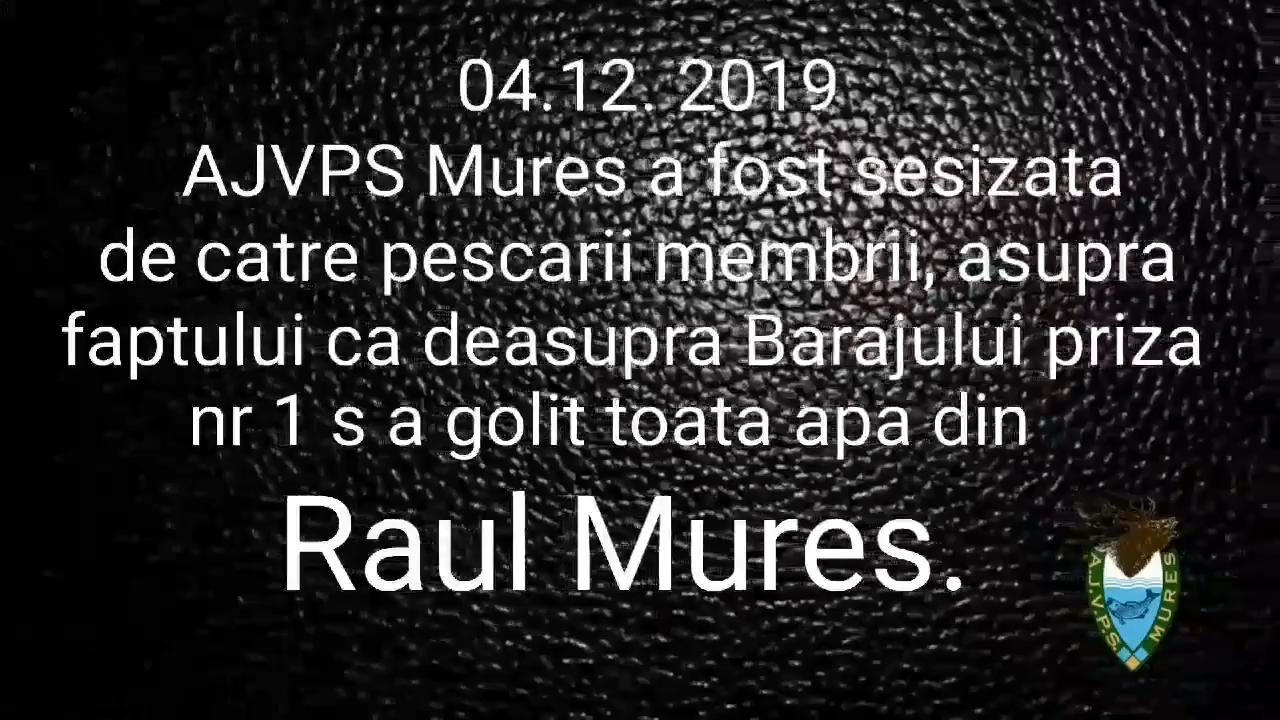 04.12. 2019
AJVPS Mures a fost sesizata
de catre pescarii membrii, asupra
faptului ca deasupra Barajului priza
nr 1 s a golit toata apa din
Raul Mures.
A.J.V.P.S. MURES